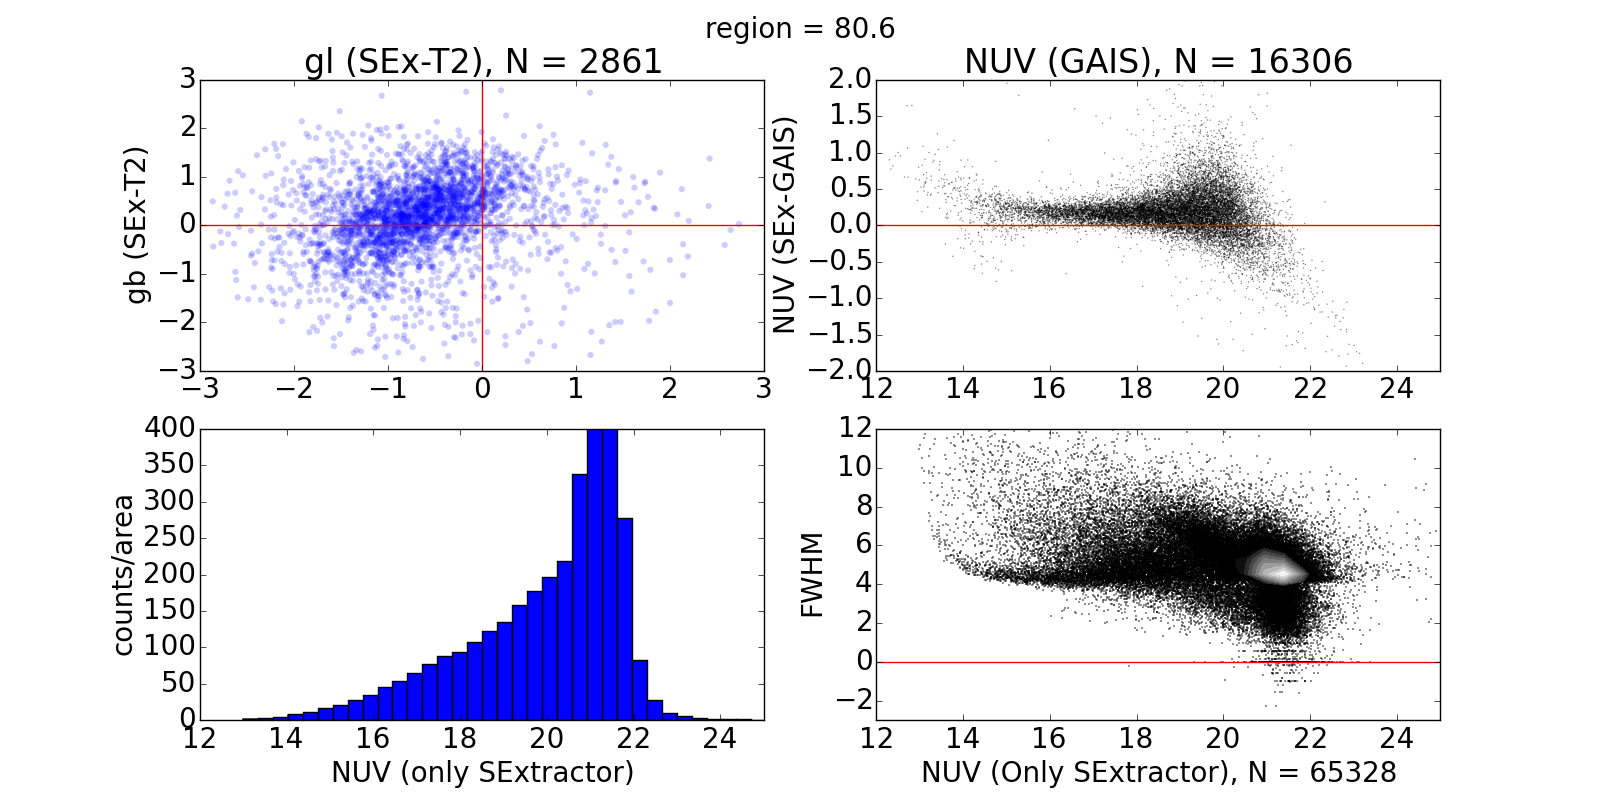 region = 80.6
gl (SEx-T2), N = 2861
NUV (GAIS), N = 16306
gb (SEx-T2)
3
2
1
0
−1
−2
−3
−3 −2 −1 0 1 2 3
NUV (SEx-GAIS)
2.0
1.5
1.0
0.5
0.0
−0.5
−1.0
−1.5
−2.0
12 14 16 18 20 22 24
counts/area
400
350
300
250
200
150
100
50
0
12 14 16 18 20 22 24
NUV (only SExtractor)
FWHM
12
10
8
6
4
2
0
−2
12 14 16 18 20 22 24
NUV (Only SExtractor), N = 65328